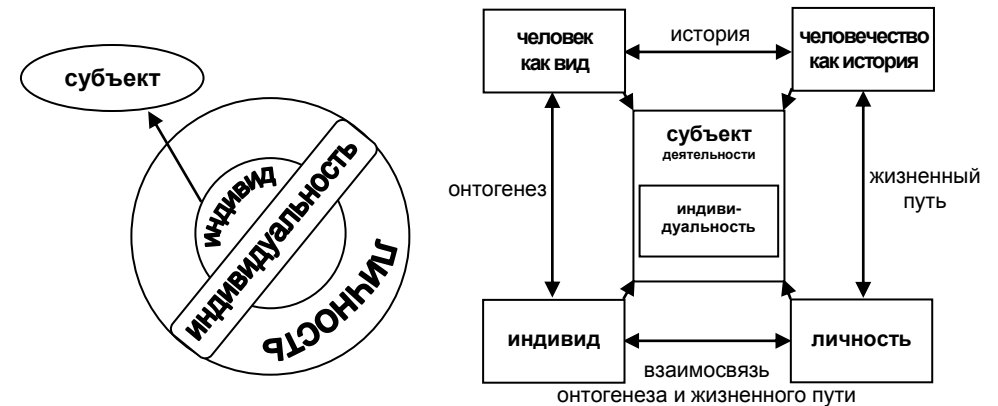 субъект
индивид
индивидуальность
личность
человек
как вид
история
человечество
как история
субъект
деятельности
индиви-
дуальность
онтогенез
жизненный
путь
индивид
личность
взаимосвязь
онтогенеза и жизненного пути